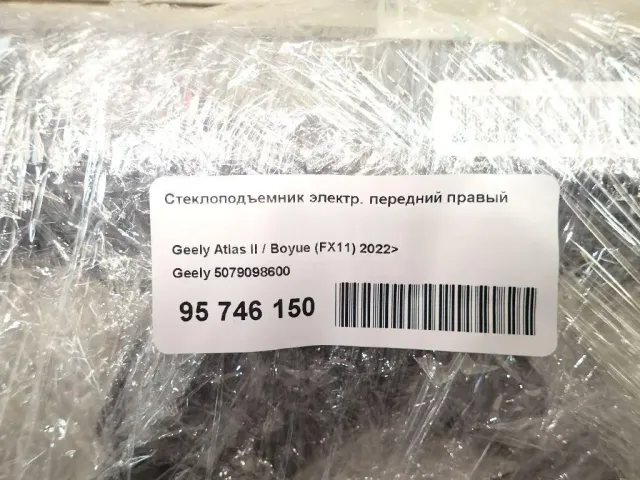 Стеклоподъемник электр. передний правый
Geely Atlas II / Boyue (FX11) 2022>
Geely 5079098600
95 746 150